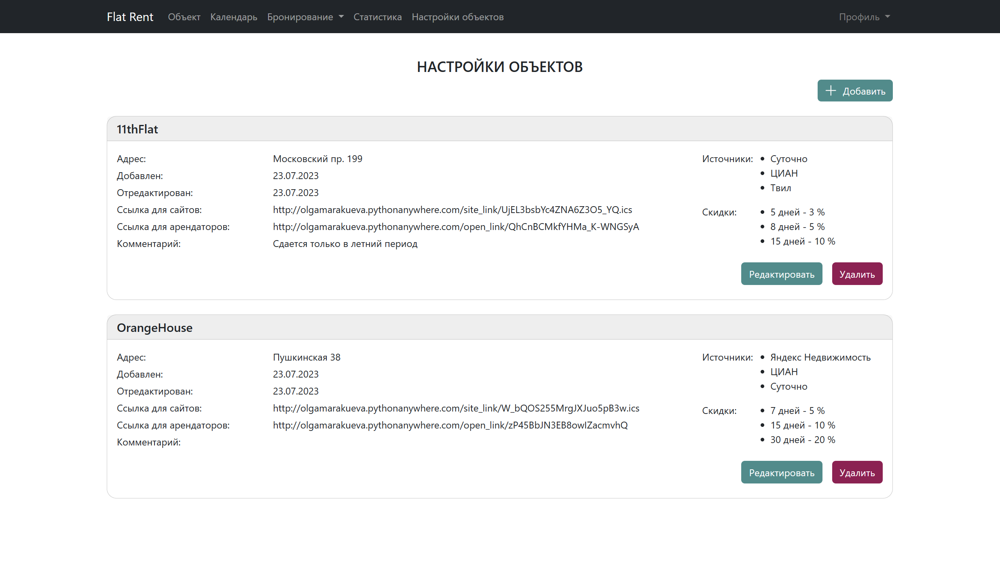 Flat Rent Объект Календарь Бронирование Статистика Настройки объектов Профиль
НАСТРОЙКИ ОБЪЕКТОВ
Добавить
11thFlat
Адрес: Московский пр. 199
Добавлен: 23.07.2023
Отредактирован: 23.07.2023
Ссылка для сайтов: http://olgamarakueva.pythonanywhere.com/site_link/UjEL3bsbYc4ZNA6Z3O5_YQ.ics
Ссылка для арендаторов: http://olgamarakueva.pythonanywhere.com/open_link/QhCnBCMkfYHMa_K-WNGSyA
Комментарий: Сдается только в летний период
Источники: • Суточно
• ЦИАН
• Твил
Скидки: • 5 дней - 3 %
• 8 дней - 5 %
• 15 дней - 10 %
Редактировать Удалить
OrangeHouse
Адрес: Пушкинская 38
Добавлен: 23.07.2023
Отредактирован: 23.07.2023
Ссылка для сайтов: http://olgamarakueva.pythonanywhere.com/site_link/W_bQOS255MrgJXJuo5pB3w.ics
Ссылка для арендаторов: http://olgamarakueva.pythonanywhere.com/open_link/zP45BbJN3EB8owIZacmvhQ
Комментарий:
Источники: • Яндекс Недвижимость
• ЦИАН
• Суточно
Скидки: • 7 дней - 5 %
• 15 дней - 10 %
• 30 дней - 20 %
Редактировать Удалить